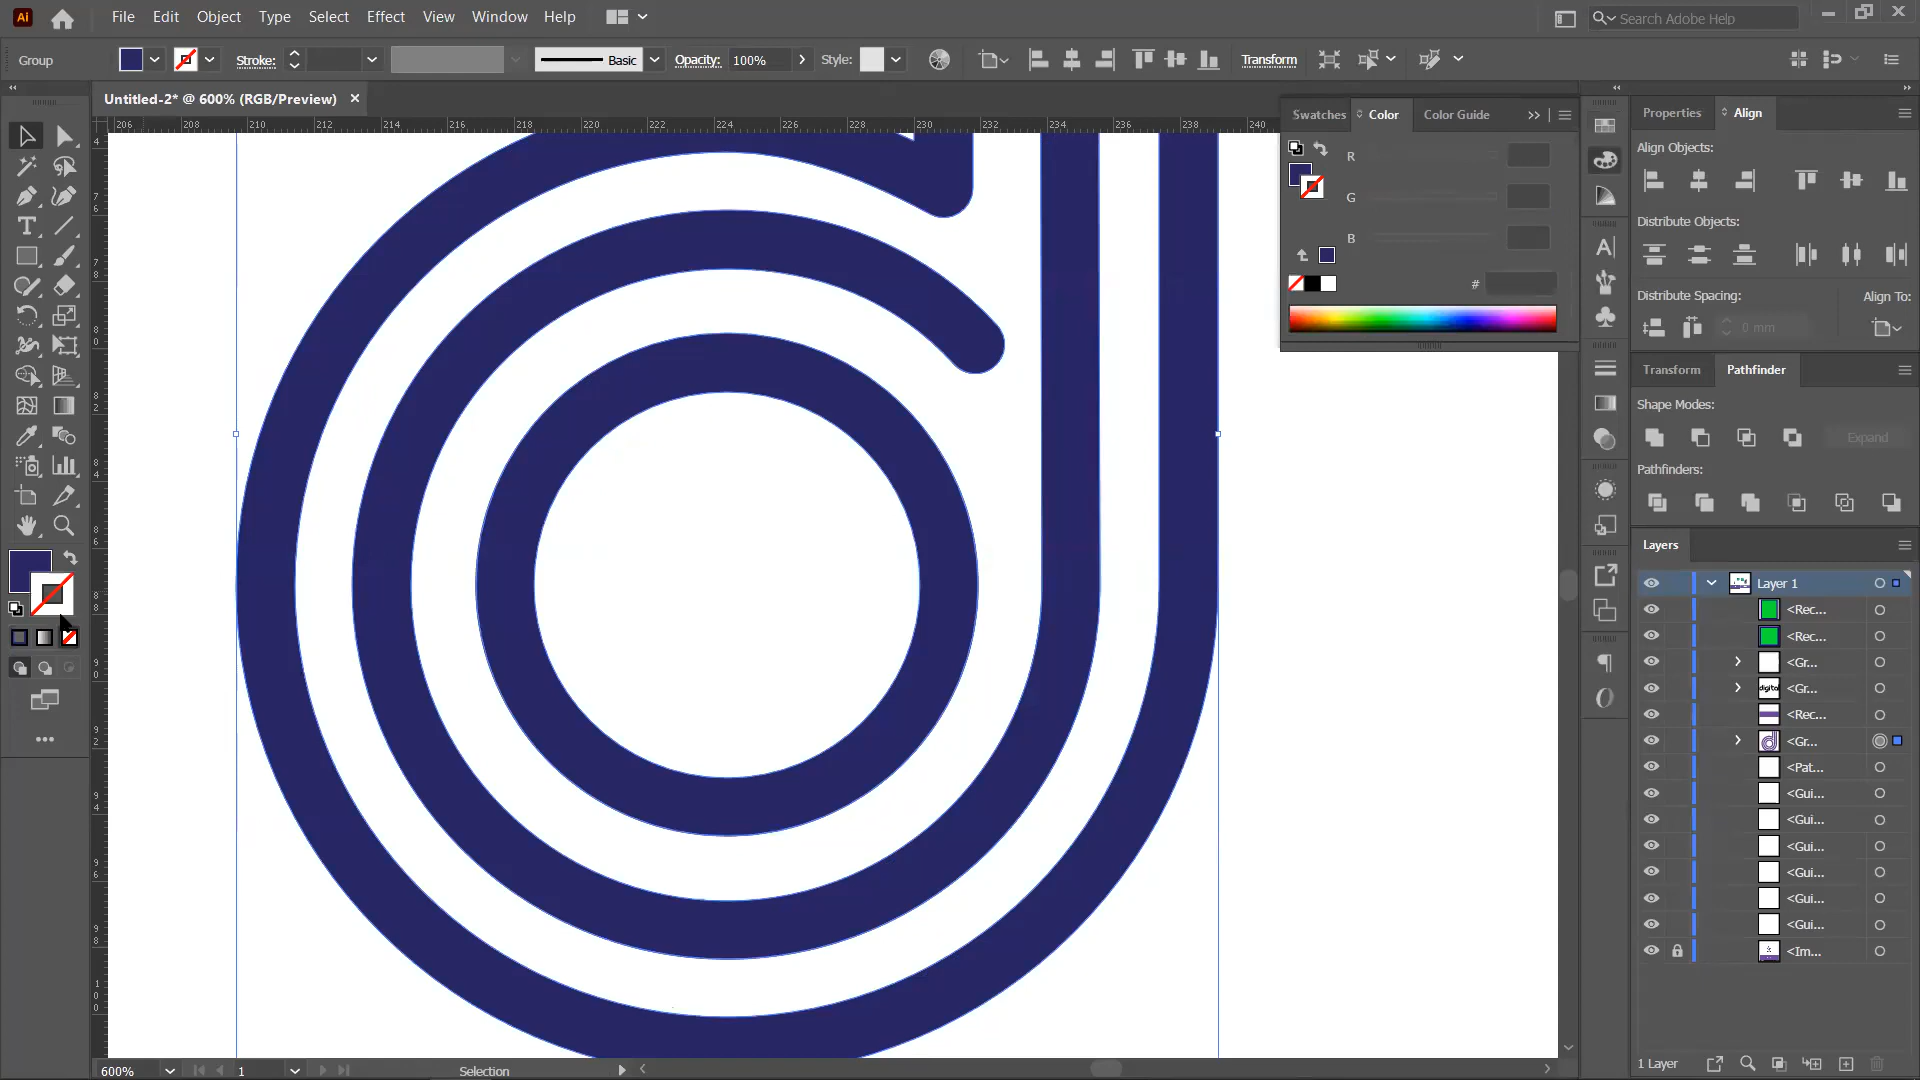 Ai File Edit Object Type Select Effect View Window Help Search Adobe Help
Group Stroke: Basic Opacity: 100% Style: Transform
Untitled-2* @ 600% (RGB/Preview)
206 208 210 212 214 216 218 220 222 224 226 228 230 232 234 236 238 240
Swatches Color Color Guide
R
G
B
#
Properties Align
Align Objects:
Distribute Objects:
Distribute Spacing: Align To:
0 mm
Transform Pathfinder
Shape Modes:
Expand
Pathfinders:
Layers
Layer 1
<Rec...
<Rec...
<Gr...
digital <Gr...
<Rec...
<Gr...
<Pat...
<Gui...
<Gui...
<Gui...
<Gui...
<Gui...
<Gui...
<Im...
1 Layer
600% 1 Selection